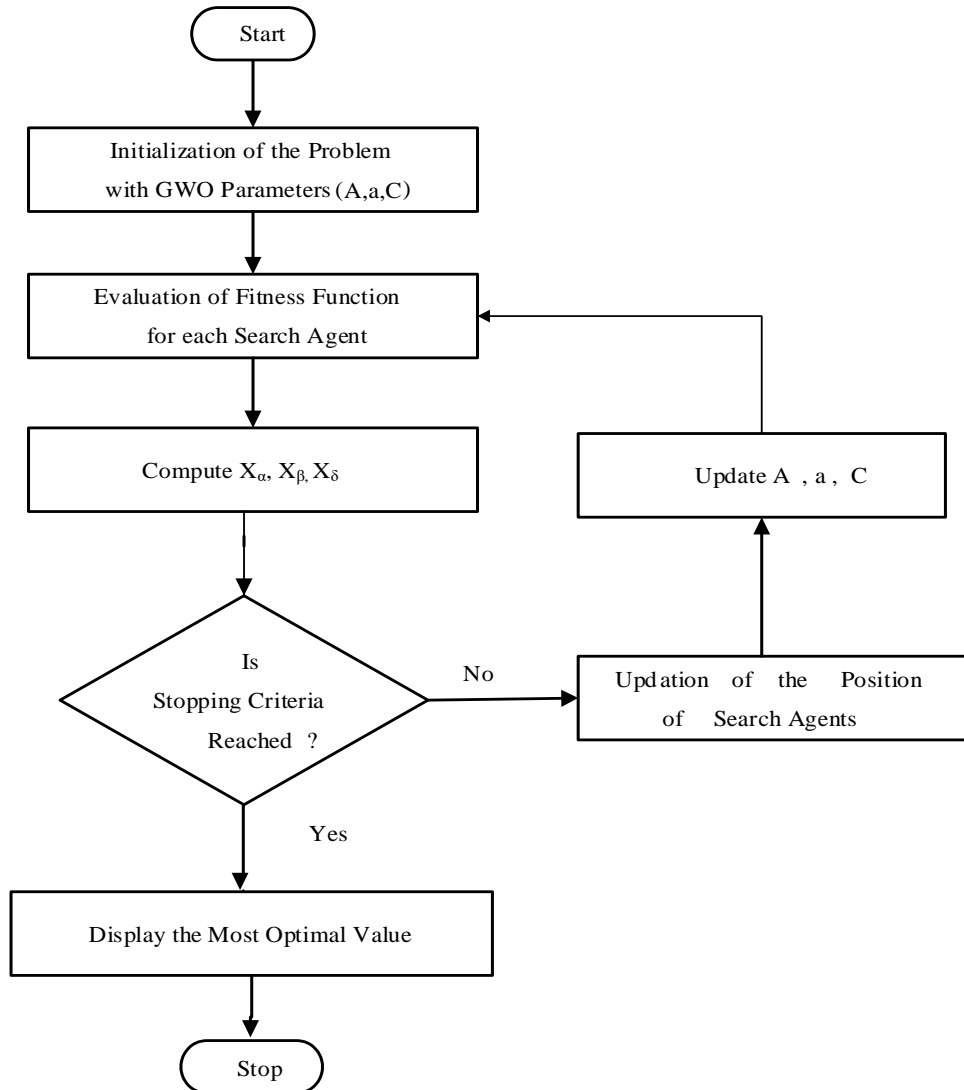 Start
Initialization of the Problem
with GWO Parameters (A,a,C)
Evaluation of Fitness Function
for each Search Agent
Compute Xα, Xβ, Xδ
Update A , a , C
Is
Stopping Criteria
Reached ?
No
Updation of the Position
of Search Agents
Yes
Display the Most Optimal Value
Stop